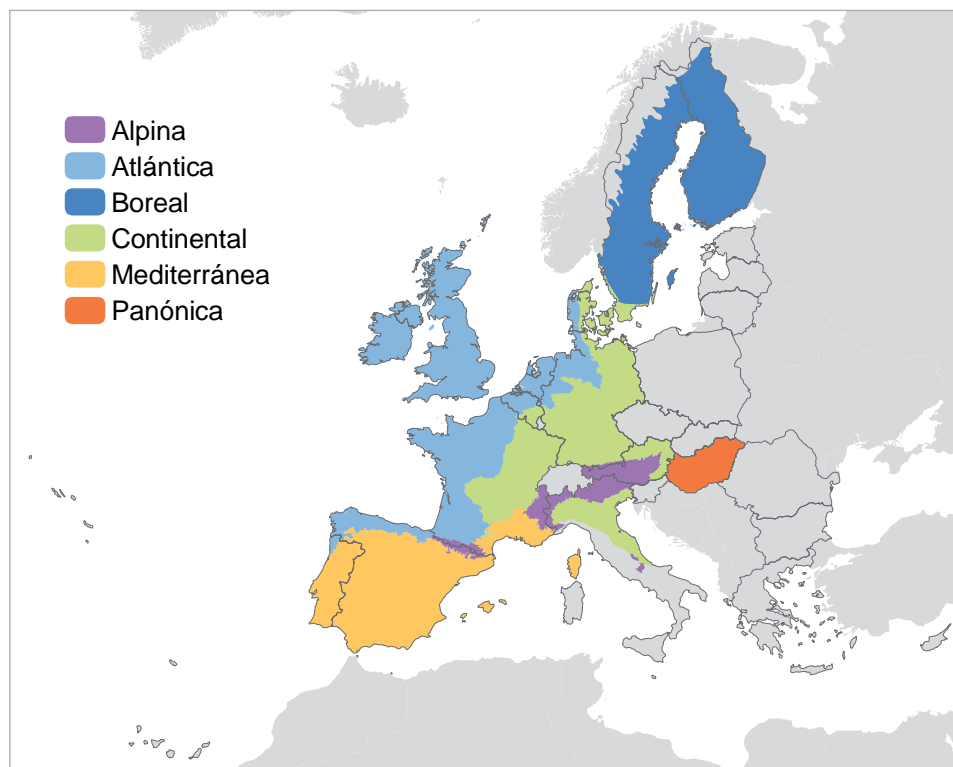 Alpina
Atlántica
Boreal
Continental
Mediterránea
Panónica